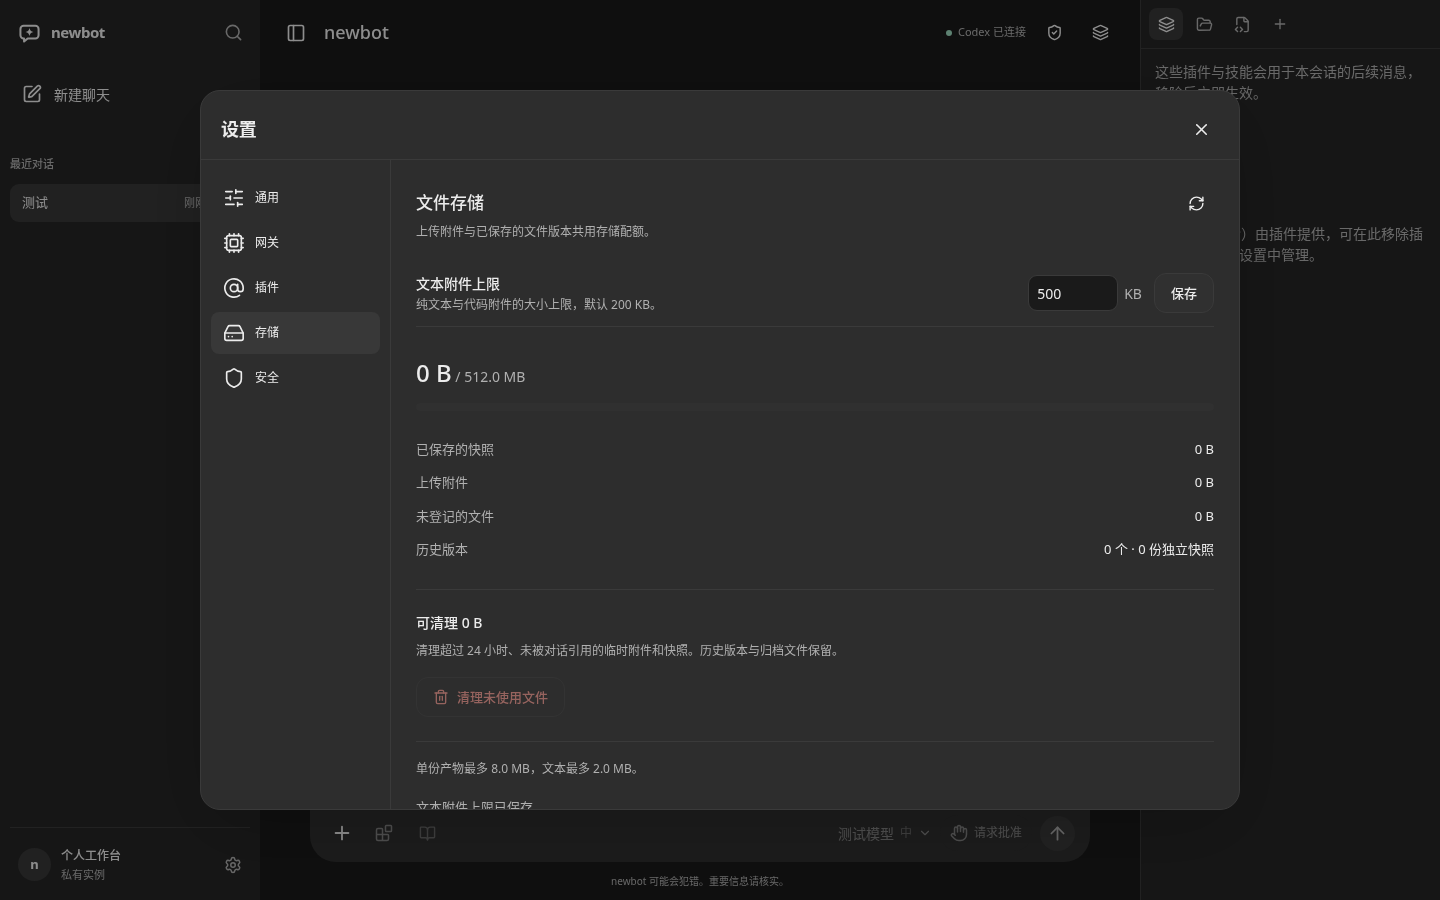 newbot
新建聊天
最近对话
测试
个人工作台
私有实例
n
newbot
Codex 已连接
这些插件与技能会用于本会话的后续消息，
）由插件提供，可在此移除插
设置中管理。
设置
通用
网关
插件
存储
安全
文件存储
上传附件与已保存的文件版本共用存储配额。
文本附件上限
纯文本与代码附件的大小上限，默认 200 KB。
500
KB
保存
0 B / 512.0 MB
已保存的快照
0 B
上传附件
0 B
未登记的文件
0 B
历史版本
0 个 · 0 份独立快照
可清理 0 B
清理超过 24 小时、未被对话引用的临时附件和快照。历史版本与归档文件保留。
清理未使用文件
单份产物最多 8.0 MB，文本最多 2.0 MB。
文本附件上限已保存
测试模型 中
请求批准
newbot 可能会犯错。重要信息请核实。